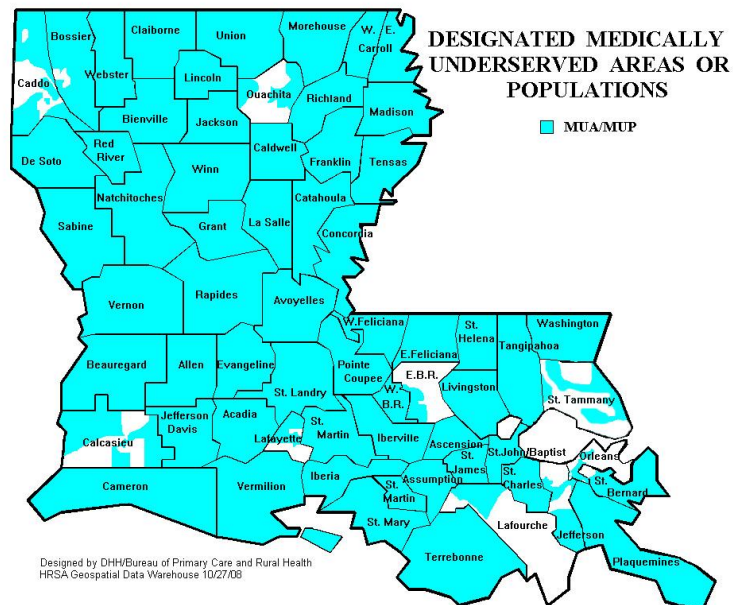 DESIGNATED MEDICALLY
UNDERSERVED AREAS OR
POPULATIONS
MUA/MUP
Caddo
Bossier
Webster
Claiborne
Union
Morehouse
W.
E.
Carroll
Lincoln
Ouachita
Richland
Madison
Bienville
Jackson
De Soto
Red
River
Caldwell
Franklin
Tensas
Winn
Natchitoches
Catahoula
Sabine
Grant
La Salle
Concordia
Vernon
Rapides
Avoyelles
W.Feliciana
E.Feliciana
St.
Helena
Tangipahoa
Washington
Beauregard
Allen
Evangeline
Pointe
Coupee
E.B.R.
W.
B.R.
Livingston
St. Tammany
St. Landry
Calcasieu
Jefferson
Davis
Acadia
Lafayette
St.
Martin
Iberville
Ascension
St.John/Baptist
Orleans
St.
James
St.
Charles
St.
Bernard
Cameron
Vermilion
Iberia
Assumption
St.
Martin
St. Mary
Lafourche
Jefferson
Terrebonne
Plaquemines
Designed by DHH/Bureau of Primary Care and Rural Health
HRSA Geospatial Data Warehouse 10/27/08